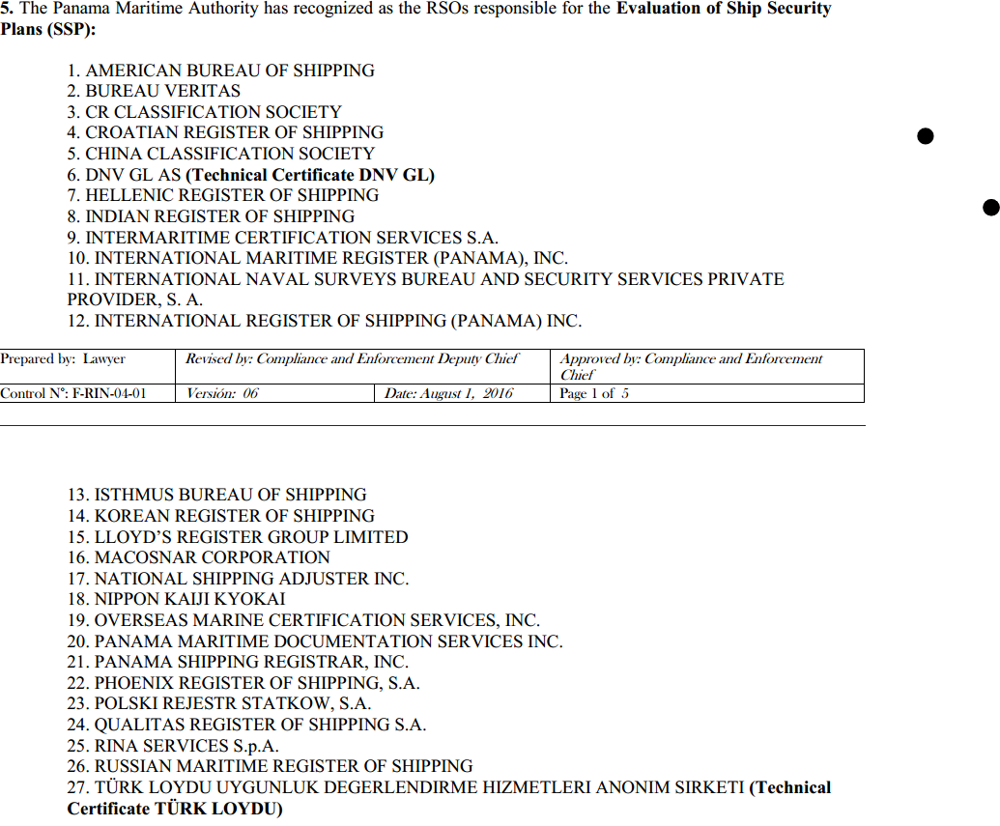 5. The Panama Maritime Authority has recognized as the RSOs responsible for the Evaluation of Ship Security
Plans (SSP):
1. AMERICAN BUREAU OF SHIPPING
2. BUREAU VERITAS
3. CR CLASSIFICATION SOCIETY
4. CROATIAN REGISTER OF SHIPPING
5. CHINA CLASSIFICATION SOCIETY
6. DNV GL AS (Technical Certificate DNV GL)
7. HELLENIC REGISTER OF SHIPPING
8. INDIAN REGISTER OF SHIPPING
9. INTERMARITIME CERTIFICATION SERVICES S.A.
10. INTERNATIONAL MARITIME REGISTER (PANAMA), INC.
11. INTERNATIONAL NAVAL SURVEYS BUREAU AND SECURITY SERVICES PRIVATE
PROVIDER, S. A.
12. INTERNATIONAL REGISTER OF SHIPPING (PANAMA) INC.
Prepared by: Lawyer
Revised by: Compliance and Enforcement Deputy Chief
Approved by: Compliance and Enforcement
Chief
Control N°: F-RIN-04-01
Versión: 06
Date: August 1, 2016
Page 1 of 5
13. ISTHMUS BUREAU OF SHIPPING
14. KOREAN REGISTER OF SHIPPING
15. LLOYD’S REGISTER GROUP LIMITED
16. MACOSNAR CORPORATION
17. NATIONAL SHIPPING ADJUSTER INC.
18. NIPPON KAIJI KYOKAI
19. OVERSEAS MARINE CERTIFICATION SERVICES, INC.
20. PANAMA MARITIME DOCUMENTATION SERVICES INC.
21. PANAMA SHIPPING REGISTRAR, INC.
22. PHOENIX REGISTER OF SHIPPING, S.A.
23. POLSKI REJESTR STATKOW, S.A.
24. QUALITAS REGISTER OF SHIPPING S.A.
25. RINA SERVICES S.p.A.
26. RUSSIAN MARITIME REGISTER OF SHIPPING
27. TÜRK LOYDU UYGUNLUK DEGERLENDIRME HIZMETLERI ANONIM SIRKETI (Technical
Certificate TÜRK LOYDU)